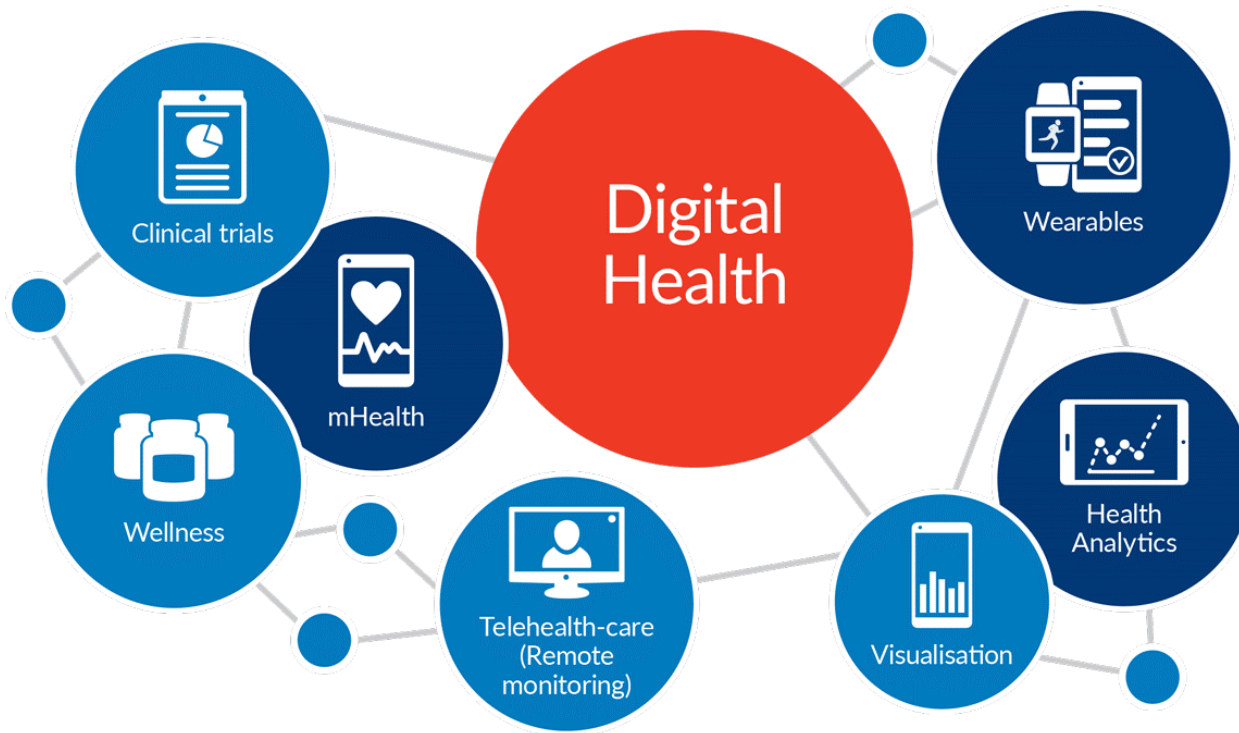 Digital
Health
Clinical trials
Wearables
mHealth
Wellness
Health
Analytics
Telehealth-care
(Remote
monitoring)
Visualisation